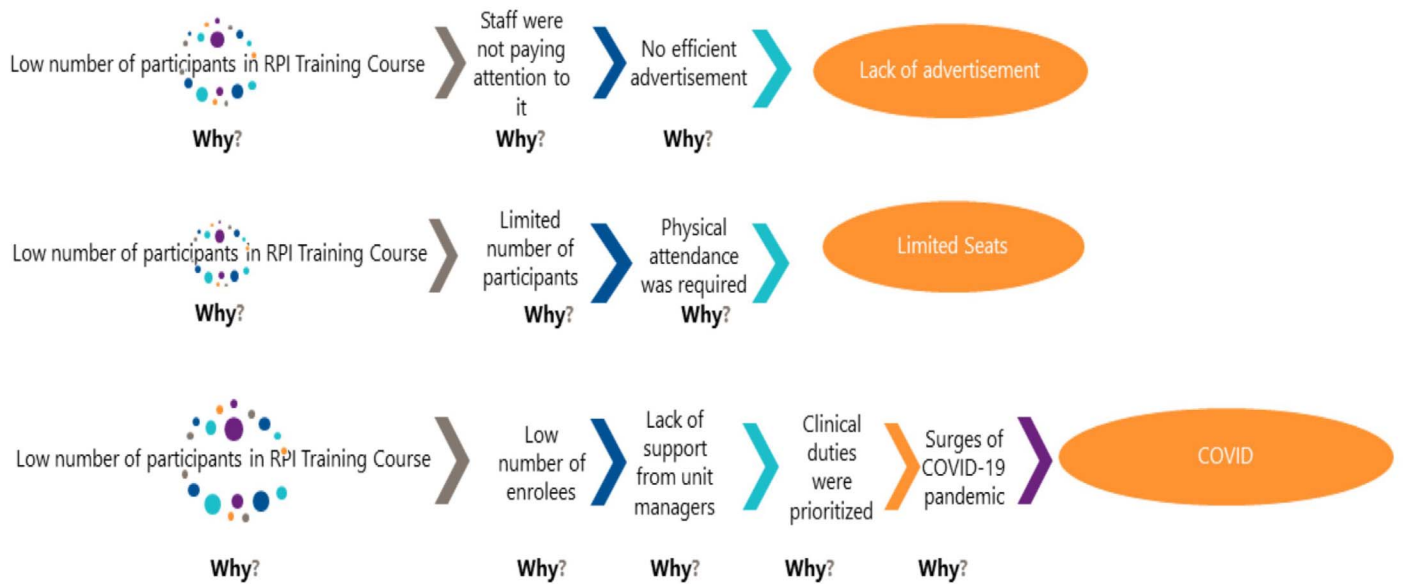 Low number of participants in RPI Training Course
Why?
Staff were
not paying
attention to
it
Why?
No efficient
advertisement
Why?
Lack of advertisement
Low number of participants in RPI Training Course
Why?
Limited
number of
participants
Why?
Physical
attendance
was required
Why?
Limited Seats
Low number of participants in RPI Training Course
Why?
Low
number of
enrolees
Why?
Lack of
support
from unit
managers
Why?
Clinical
duties
were
prioritized
Why?
Surges of
COVID-19
pandemic
Why?
COVID